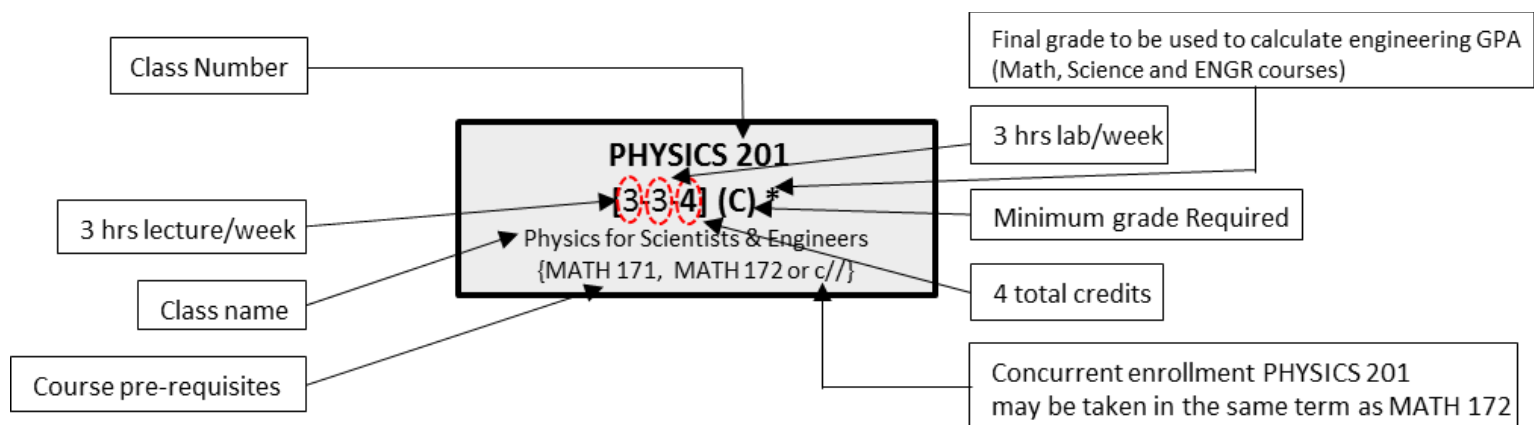 Class Number
Final grade to be used to calculate engineering GPA
(Math, Science and ENGR courses)
3 hrs lab/week
PHYSICS 201
[3-3-4] (C) *
3 hrs lecture/week
Minimum grade Required
Physics for Scientists & Engineers
{MATH 171, MATH 172 or c//}
Class name
4 total credits
Course pre-requisites
Concurrent enrollment PHYSICS 201
may be taken in the same term as MATH 172